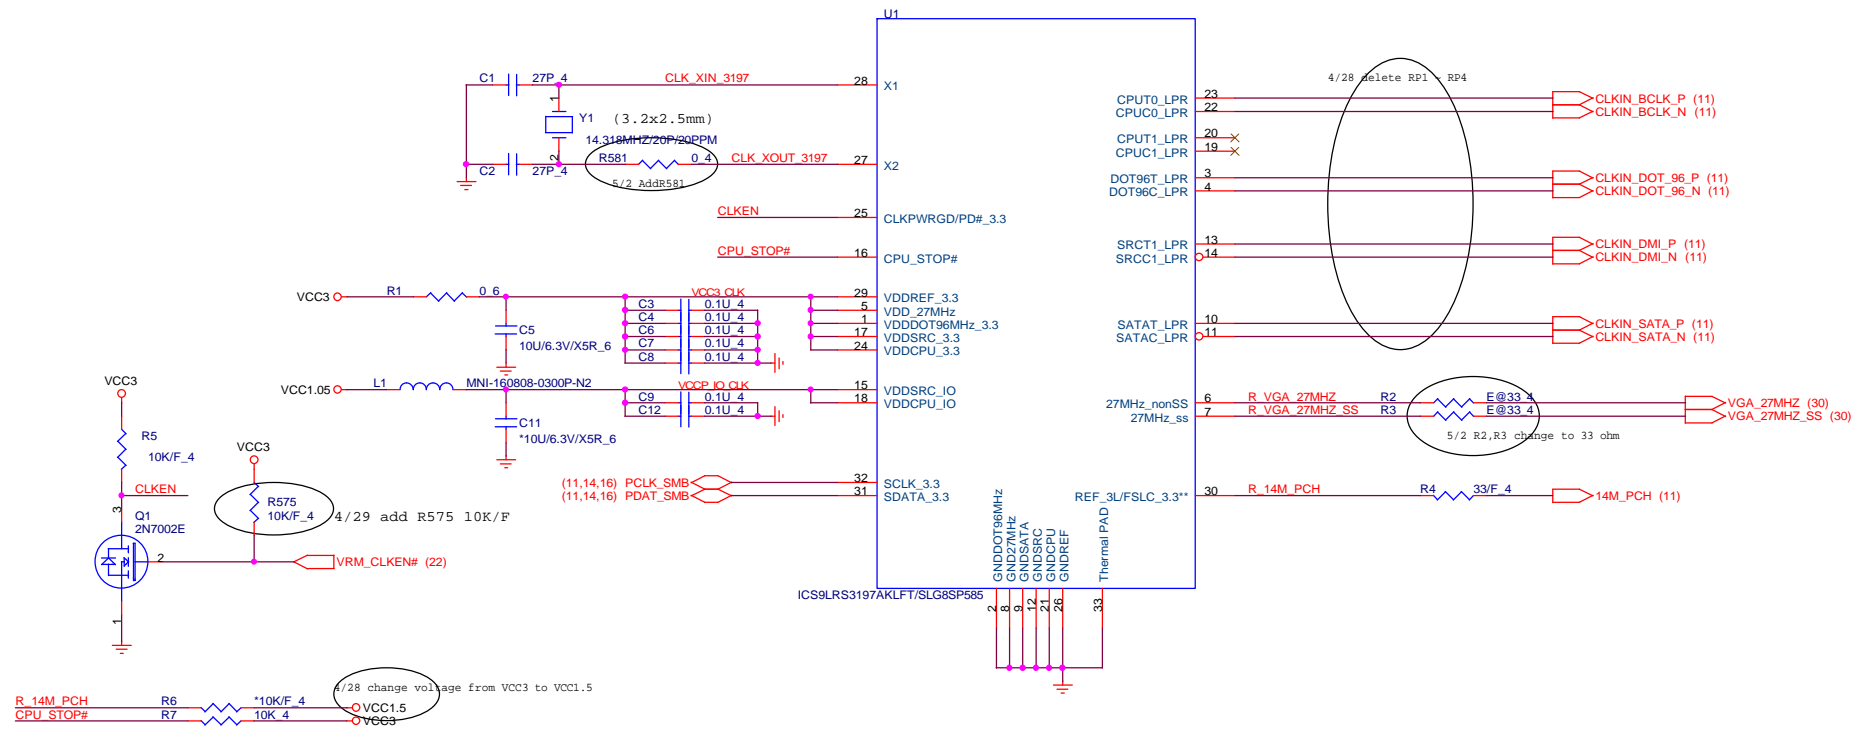 U1
C1 27P_4 CLK_XIN_3197 28 X1
1
Y1 (3.2x2.5mm)
14.318MHZ/20P/20PPM
2
R581 0_4 CLK_XOUT_3197 27 X2
C2 27P_4
5/2 AddR581
CLKEN 25 CLKPWRGD/PD#_3.3
CPU_STOP# 16 CPU_STOP#
VCC3 R1 0_6 VCC3_CLK 29 VDDREF_3.3
C3 0.1U_4 5 VDD_27MHz
C4 0.1U_4 1 VDDDOT96MHz_3.3
C6 0.1U_4 17 VDDSRC_3.3
C7 0.1U_4 24 VDDCPU_3.3
C8 0.1U_4
C5
10U/6.3V/X5R_6
VCC1.05 L1 MNI-160808-0300P-N2 VCCP_IO_CLK 15 VDDSRC_IO
C9 0.1U_4 18 VDDCPU_IO
C12 0.1U_4
C11
*10U/6.3V/X5R_6
(11,14,16) PCLK_SMB 32 SCLK_3.3
(11,14,16) PDAT_SMB 31 SDATA_3.3
4/28 delete RP1 - RP4
CPUT0_LPR 23 CLKIN_BCLK_P (11)
CPUC0_LPR 22 CLKIN_BCLK_N (11)
CPUT1_LPR 20
CPUC1_LPR 19
DOT96T_LPR 3 CLKIN_DOT_96_P (11)
DOT96C_LPR 4 CLKIN_DOT_96_N (11)
SRCT1_LPR 13 CLKIN_DMI_P (11)
SRCC1_LPR 14 CLKIN_DMI_N (11)
SATAT_LPR 10 CLKIN_SATA_P (11)
SATAC_LPR 11 CLKIN_SATA_N (11)
27MHz_nonSS 6 R_VGA_27MHZ R2 E@33_4 VGA_27MHZ (30)
27MHz_ss 7 R_VGA_27MHZ_SS R3 E@33_4 VGA_27MHZ_SS (30)
5/2 R2,R3 change to 33 ohm
REF_3L/FSLC_3.3** 30 R_14M_PCH R4 33/F_4 14M_PCH (11)
GNDDOT96MHz 2
GND27MHz 8
GNDSATA 9
GNDSRC 12
GNDCPU 21
GNDREF 26
Thermal PAD 33
ICS9LRS3197AKLFT/SLG8SP585
VCC3
R5
10K/F_4
VCC3
CLKEN
R575
10K/F_4
4/29 add R575 10K/F
3
Q1
2N7002E
2
VRM_CLKEN# (22)
1
4/28 change voltage from VCC3 to VCC1.5
R_14M_PCH R6 *10K/F_4 VCC1.5
CPU_STOP# R7 10K_4 VCC3